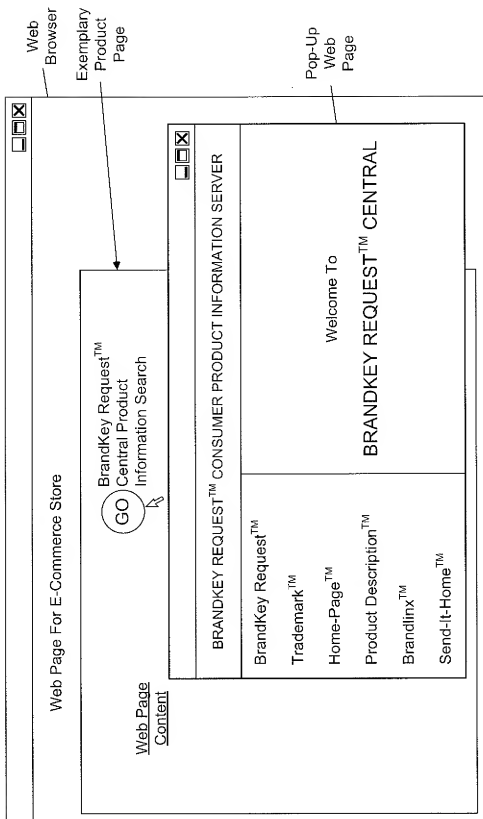 Web
Browser
Exemplary
Product
Page
Web Page For E-Commerce Store
GO
BrandKey Request™
Central Product
Information Search
Web Page
Content
Pop-Up
Web
Page
BRANDKEY REQUEST™ CONSUMER PRODUCT INFORMATION SERVER
BrandKey Request™
Trademark™
Home-Page™
Product Description™
Brandlinx™
Send-It-Home™
Welcome To
BRANDKEY REQUEST™ CENTRAL